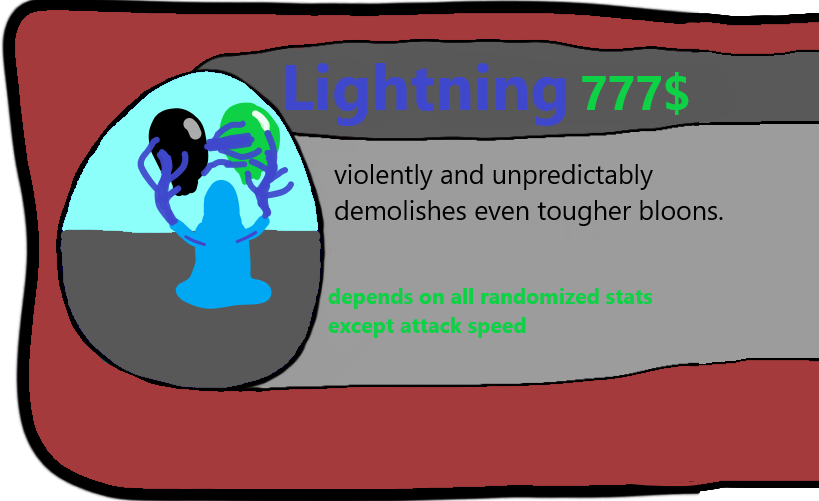 Lightning 777$
violently and unpredictably
demolishes even tougher bloons.
depends on all randomized stats
except attack speed